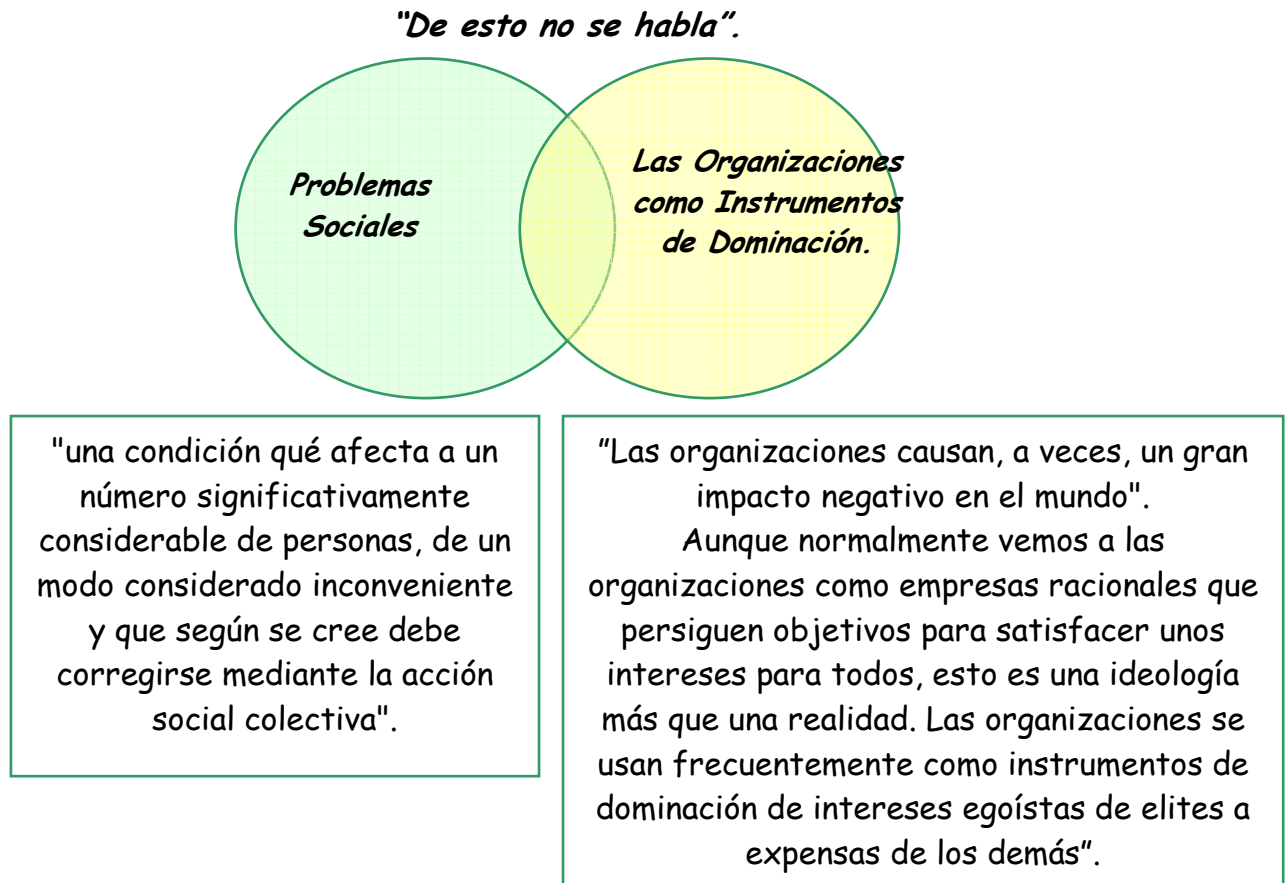 “De esto no se habla”.
Problemas
Sociales
Las Organizaciones
como Instrumentos
de Dominación.
"una condición qué afecta a un
número significativamente
considerable de personas, de un
modo considerado inconveniente
y que según se cree debe
corregirse mediante la acción
social colectiva".
”Las organizaciones causan, a veces, un gran
impacto negativo en el mundo".
Aunque normalmente vemos a las
organizaciones como empresas racionales que
persiguen objetivos para satisfacer unos
intereses para todos, esto es una ideología
más que una realidad. Las organizaciones se
usan frecuentemente como instrumentos de
dominación de intereses egoístas de elites a
expensas de los demás”.